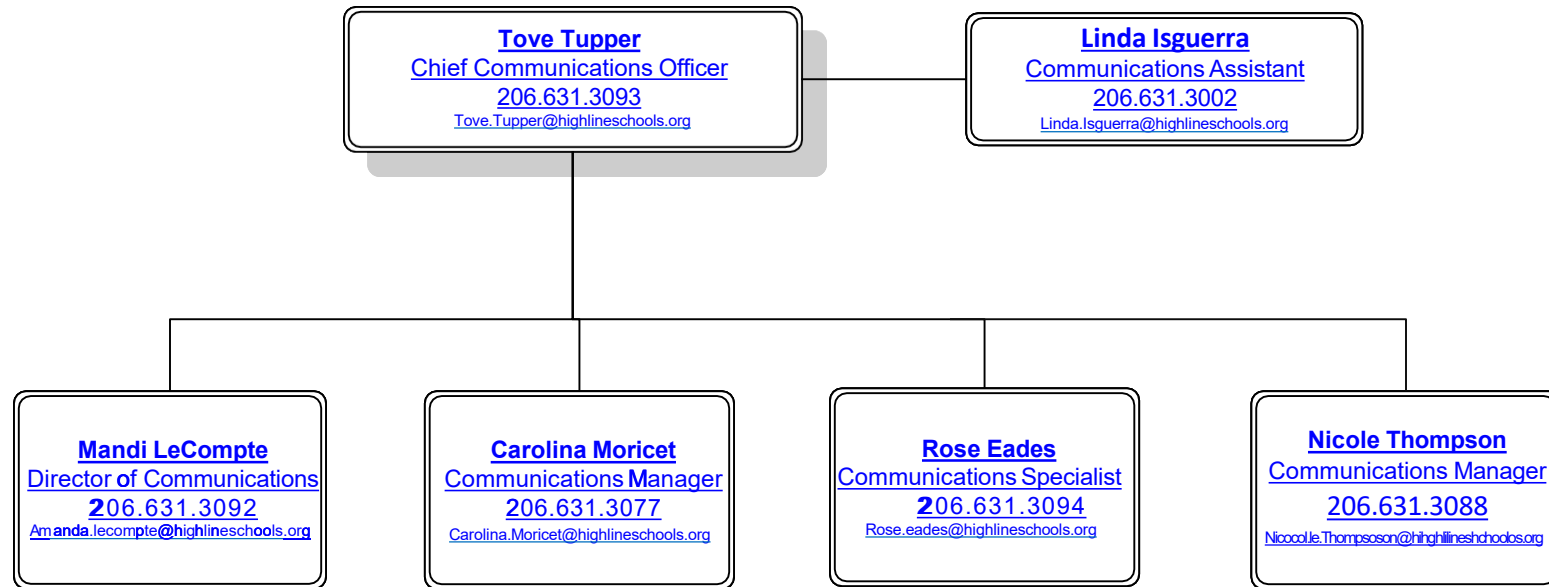 Tove Tupper
Chief Communications Officer
206.631.3093
Tove.Tupper@highlineschools.org
Linda Isguerra
Communications Assistant
206.631.3002
Linda.Isguerra@highlineschools.org
Mandi LeCompte
Director of Communications
206.631.3092
Amanda.lecompte@highlineschools.org
Carolina Moricet
Communications Manager
206.631.3077
Carolina.Moricet@highlineschools.org
Rose Eades
Communications Specialist
206.631.3094
Rose.eades@highlineschools.org
Nicole Thompson
Communications Manager
206.631.3088